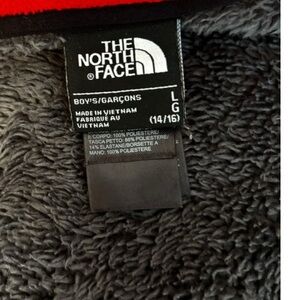 THE
NORTH
FACE®
BOY'S/GARÇONS L
MADE IN VIETNAM G
FABRIQUÉ AU (14/16)
VIETNAM
CORPO: 100% POLIESTERE/
TASCA PETTO: 86% POLIESTERE/
14% ELASTANE/BORSETTE A
MANO: 100% POLIESTERE/